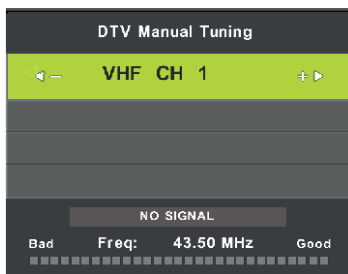 DTV Manual Tuning
− VHF CH 1 +
NO SIGNAL
Bad Freq: 43.50 MHz Good